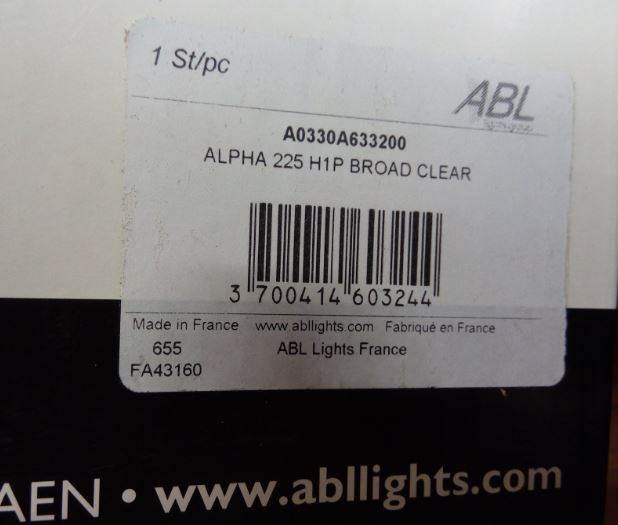 1 St/pc
ABL
A0330A633200
ALPHA 225 H1P BROAD CLEAR
3 700414 603244
Made in France www.abllights.com Fabriqué en France
655 ABL Lights France
FA43160
AEN • www.abllights.com